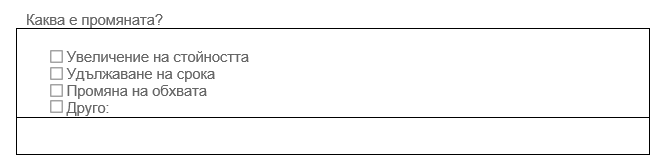 Каква е промяната?
☐ Увеличение на стойността
☐ Удължаване на срока
☐ Промяна на обхвата
☐ Друго: